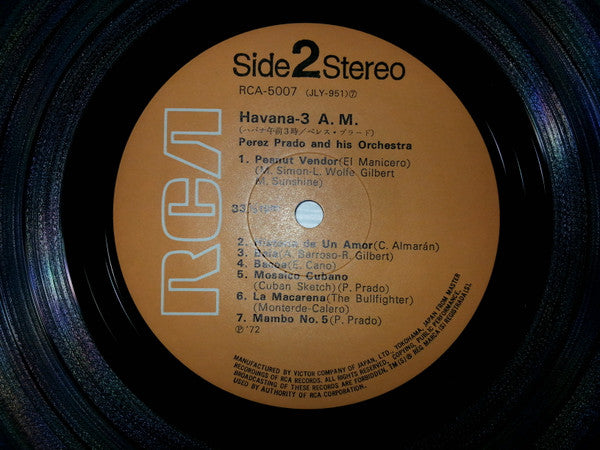 Side 2 Stereo
RCA-5007 (JLY-951)⑦
Havana-3 A. M.
(ハバナ午前3時/ペレス・プラード)
Perez Prado and his Orchestra
1. Peanut Vendor (El Manicero)
(M. Simion-L. Wolfe Gilbert
M. Sunshine)
33
2. de Un Amor (C. Almarán)
3. Baia (A. Barroso-R. Gilbert)
4. (E. Cano)
5. Mosaico Cubano
(Cuban Sketch) (P. Prado)
6. La Macarena (The Bullfighter)
(Monterde-Calero)
7. Mambo No. 5 (P. Prado)
Ⓟ '72
RCA
MANUFACTURED BY VICTOR COMPANY OF JAPAN, LTD., YOKOHAMA, JAPAN FROM MASTER
RECORDINGS OF RCA RECORDS. ALL RIGHTS RESERVED, COPYING, PUBLIC PERFORMANCE,
BROADCASTING OF THESE RECORDS ARE FORBIDDEN. TM(S)® REG MARCA(S) REGISTRADA(S).
USED BY AUTHORITY OF RCA CORPORATION.